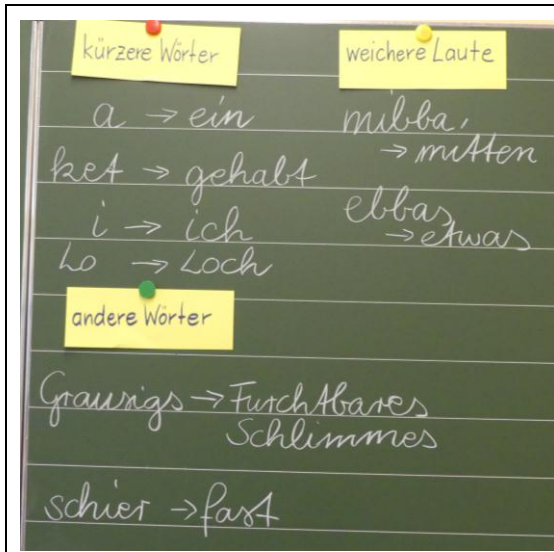 kürzere Wörter
a → ein
ket → gehabt
i → ich
Lo → Loch
weichere Laute
mibba,
→ mitten
ebbas
→ etwas
andere Wörter
Grausigs → Furchtbares
Schlimmes
schier → fast